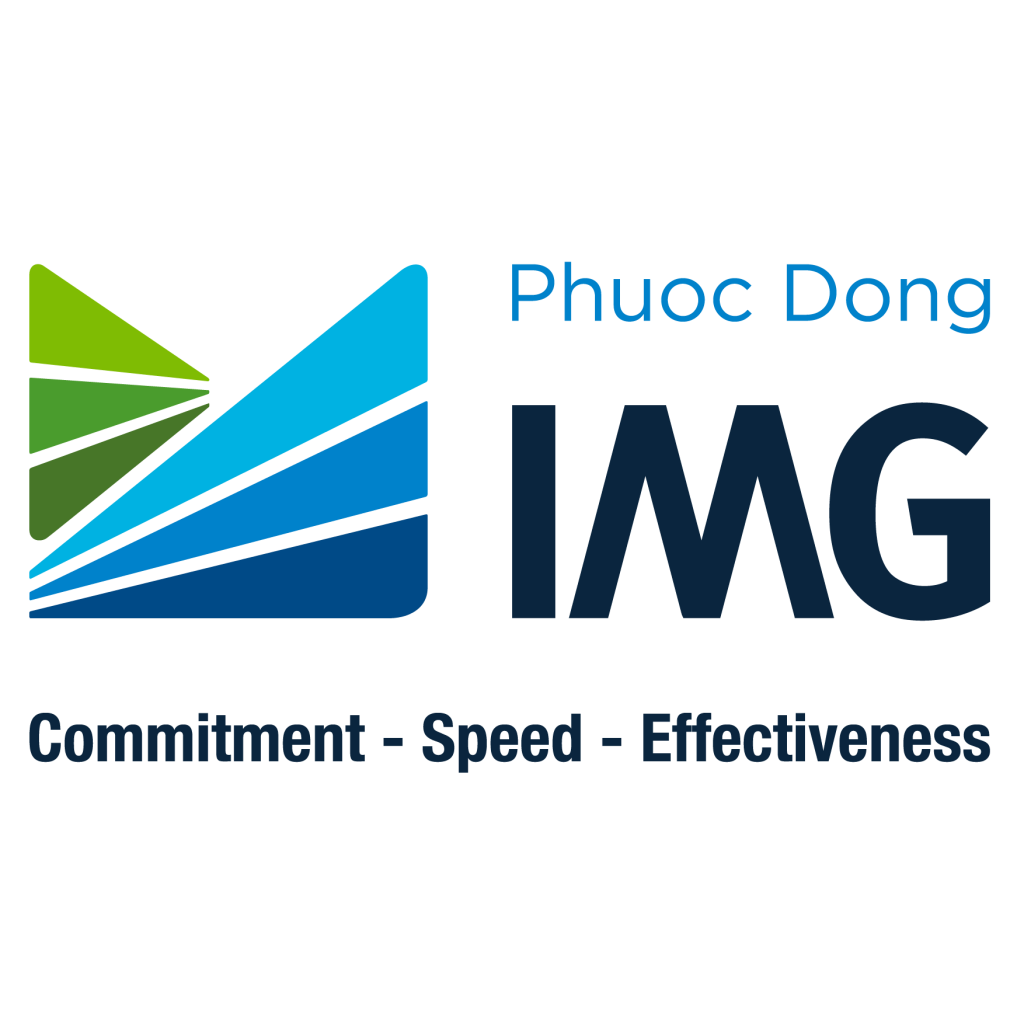 Phuoc Dong
IMG
Commitment - Speed - Effectiveness